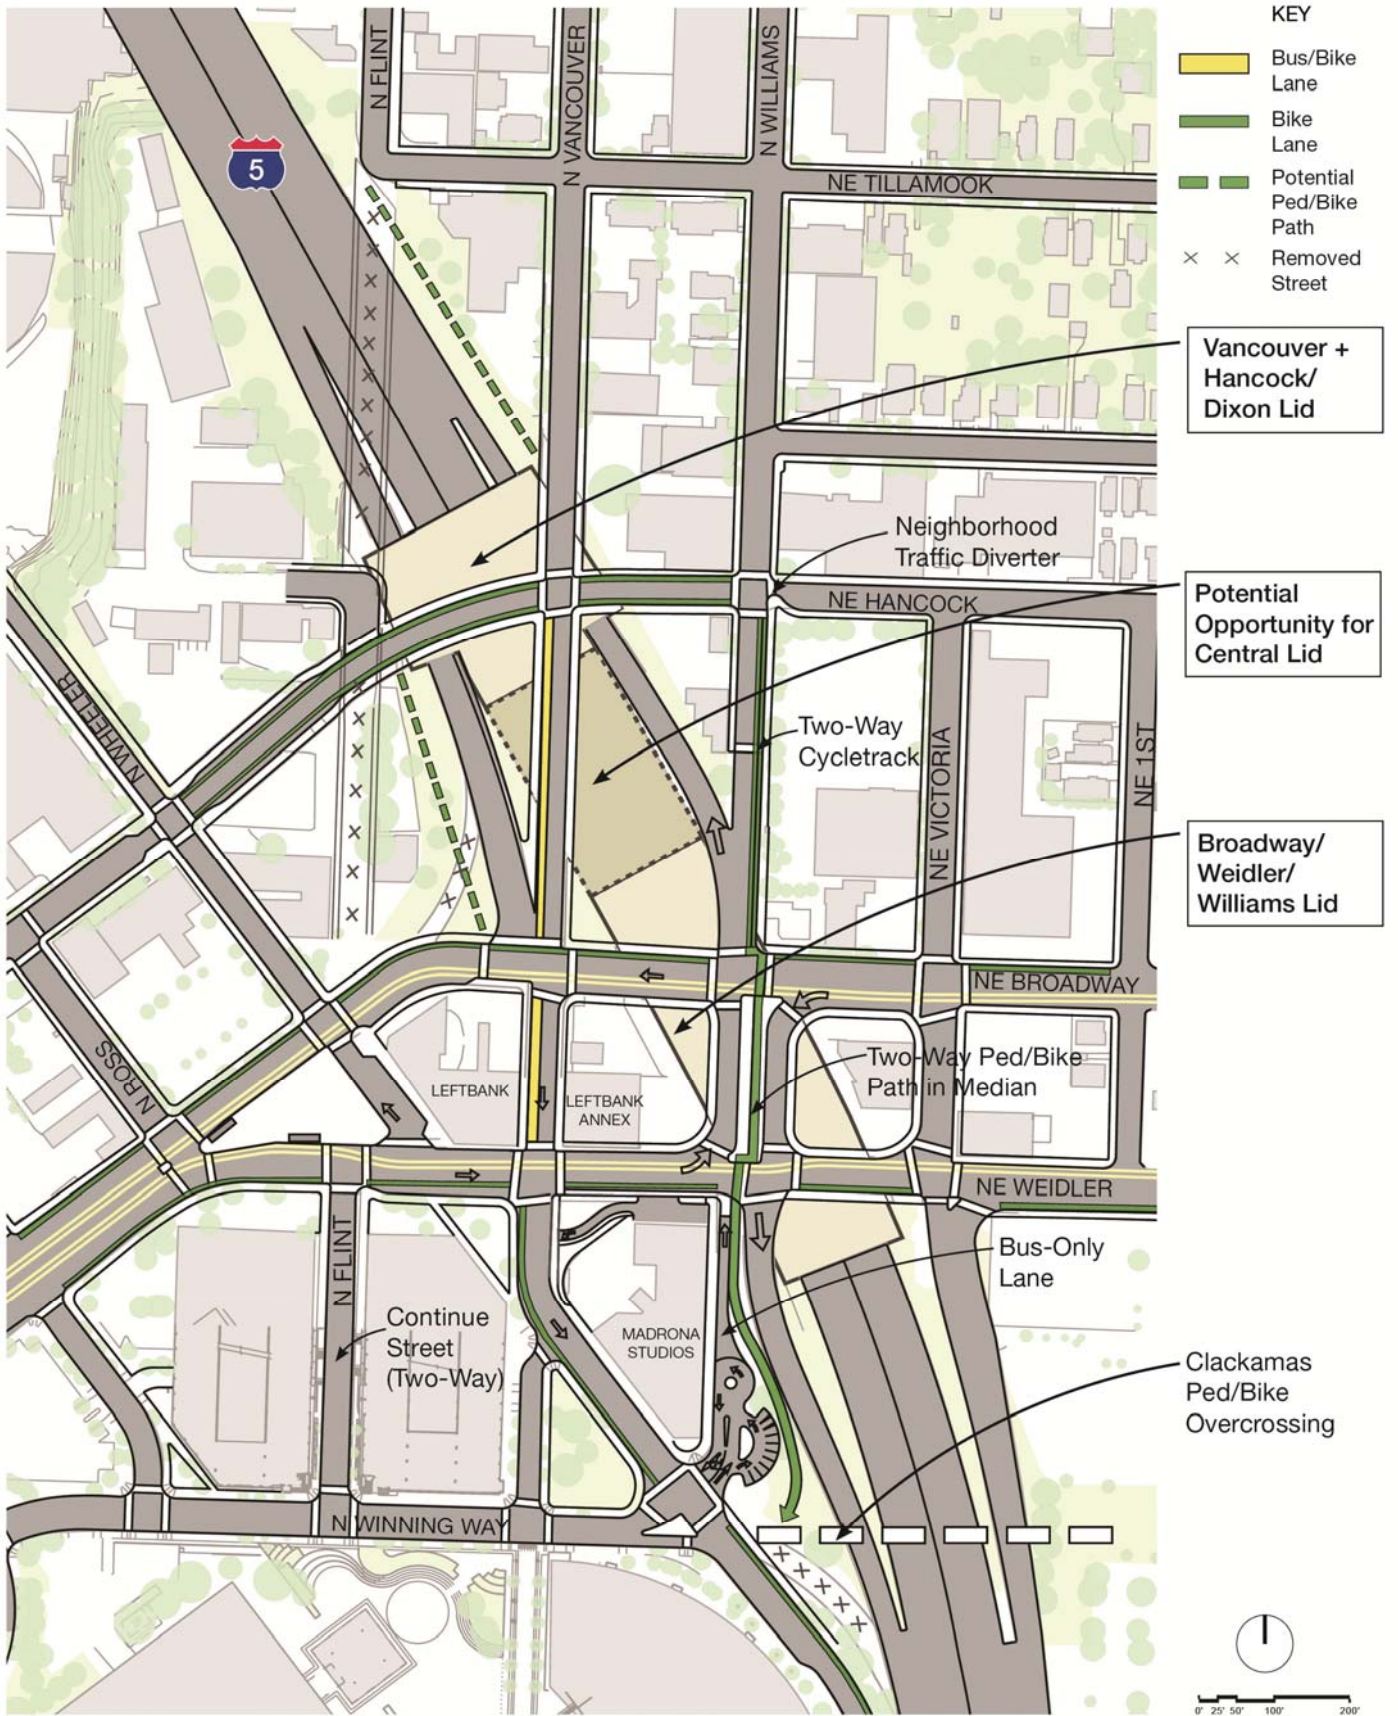 KEY
Bus/Bike
Lane
Bike
Lane
Potential
Ped/Bike
Path
Removed
Street
N FLINT
N VANCOUVER
N WILLIAMS
5
NE TILLAMOOK
Vancouver +
Hancock/
Dixon Lid
Neighborhood
Traffic Diverter
NE HANCOCK
Potential
Opportunity for
Central Lid
N WHEELER
Two-Way
Cycletrack
NE VICTORIA
NE 1ST
Broadway/
Weidler/
Williams Lid
NE BROADWAY
N ROSS
LEFTBANK
LEFTBANK
ANNEX
Two-Way Ped/Bike
Path in Median
NE WEIDLER
N FLINT
Bus-Only
Lane
Continue
Street
(Two-Way)
MADRONA
STUDIOS
Clackamas
Ped/Bike
Overcrossing
N WINNING WAY
0' 25' 50' 100' 200'